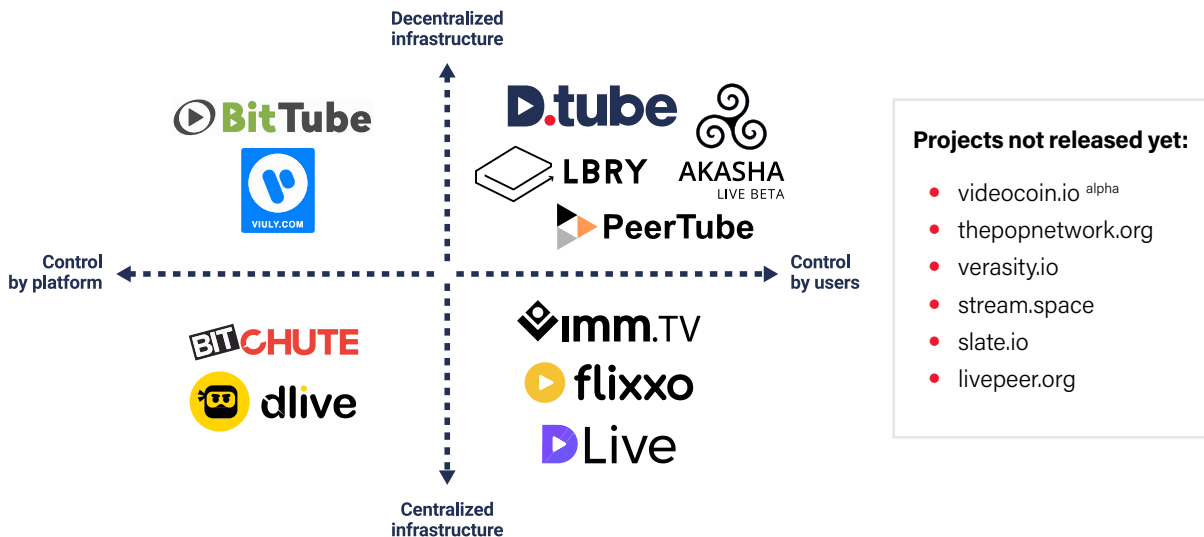 Decentralized
infrastructure
BitTube
VIULY.COM
D.tube
LBRY
AKASHA
LIVE BETA
PeerTube
Control
by platform
Control
by users
BITCHUTE
dlive
imm.TV
flixxo
DLive
Centralized
infrastructure
Projects not released yet:
videocoin.io alpha
thepopnetwork.org
verasity.io
stream.space
slate.io
livepeer.org